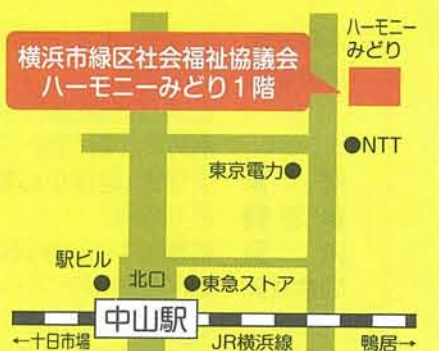 ハーモニー
みどり
横浜市緑区社会福祉協議会
ハーモニーみどり1階
●NTT
東京電力●
駅ビル
北口
●東急ストア
中山駅
←十日市場
JR横浜線
鴨居→